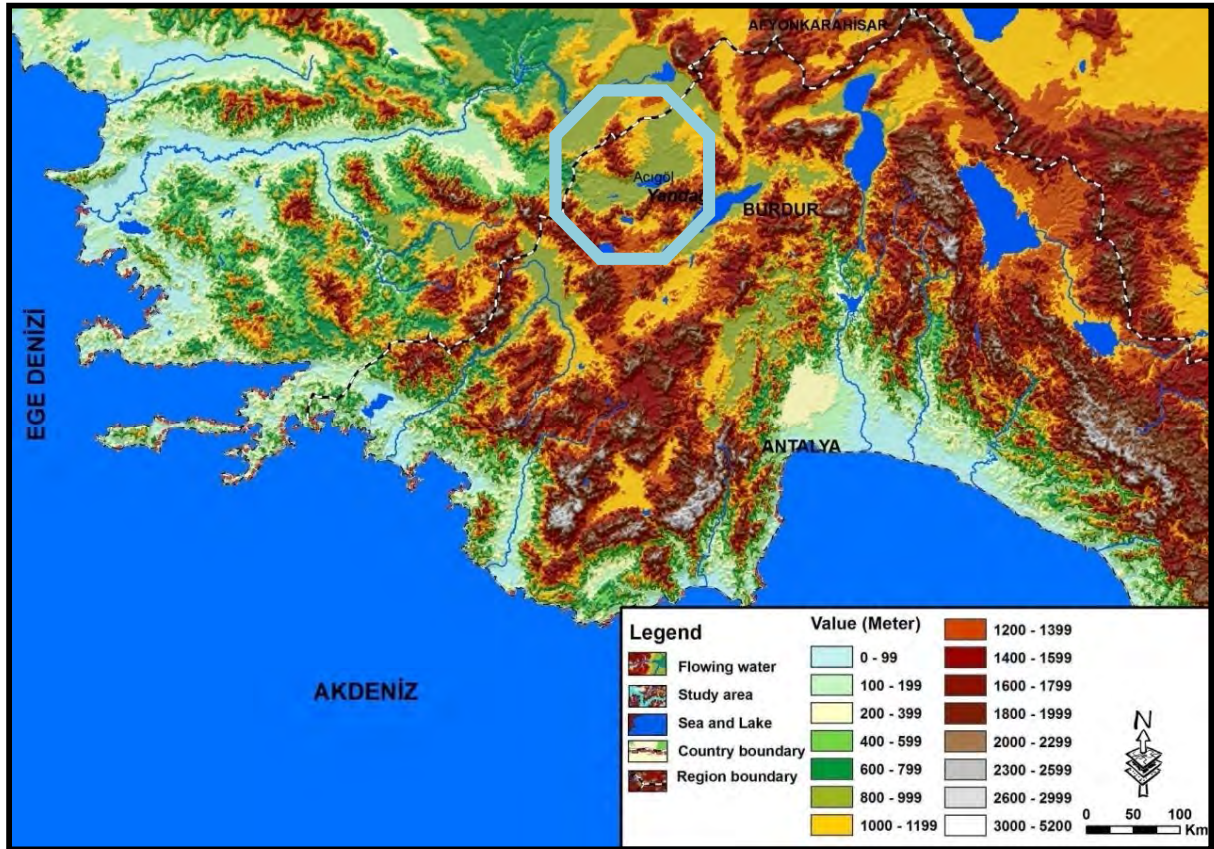 AFYONKARAHİSAR
Acıgöl
BURDUR
EGE DENİZİ
ANTALYA
AKDENİZ
Legend
Flowing water
Study area
Sea and Lake
Country boundary
Region boundary
Value (Meter)
0 - 99
100 - 199
200 - 399
400 - 599
600 - 799
800 - 999
1000 - 1199
1200 - 1399
1400 - 1599
1600 - 1799
1800 - 1999
2000 - 2299
2300 - 2599
2600 - 2999
3000 - 5200
N
0 50 100
Km